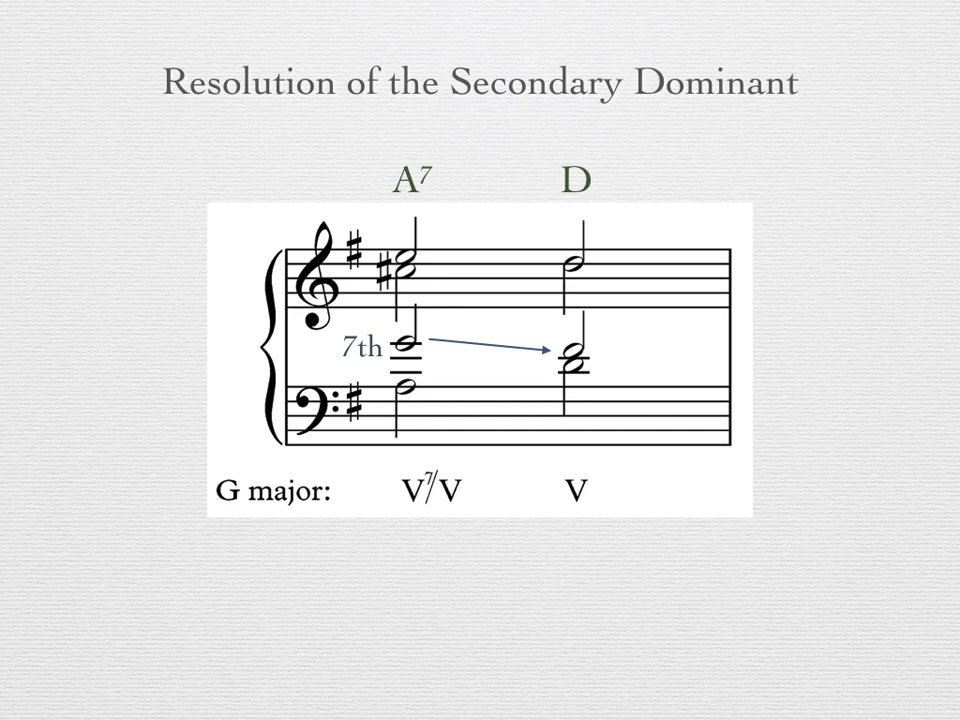 Resolution of the Secondary Dominant
A⁷ D
7th
G major: V⁷/V V